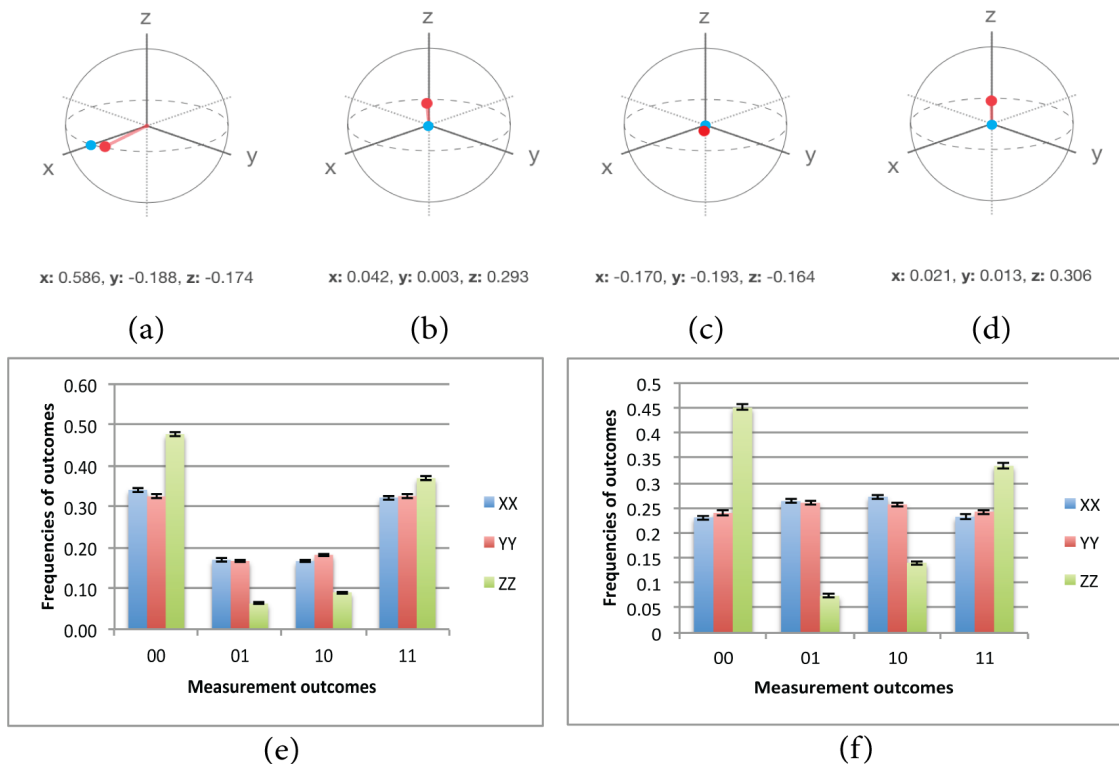 z z z z
x y x y x y x y
x: 0.586, y: -0.188, z: -0.174 x: 0.042, y: 0.003, z: 0.293 x: -0.170, y: -0.193, z: -0.164 x: 0.021, y: 0.013, z: 0.306
(a) (b) (c) (d)
Frequencies of outcomes
0.60
0.50
0.40
0.30
0.20
0.10
0.00
00 01 10 11
Measurement outcomes
XX
YY
ZZ
(e)
Frequencies of outcomes
0.5
0.45
0.4
0.35
0.3
0.25
0.2
0.15
0.1
0.05
0
00 01 10 11
Measurement outcomes
XX
YY
ZZ
(f)